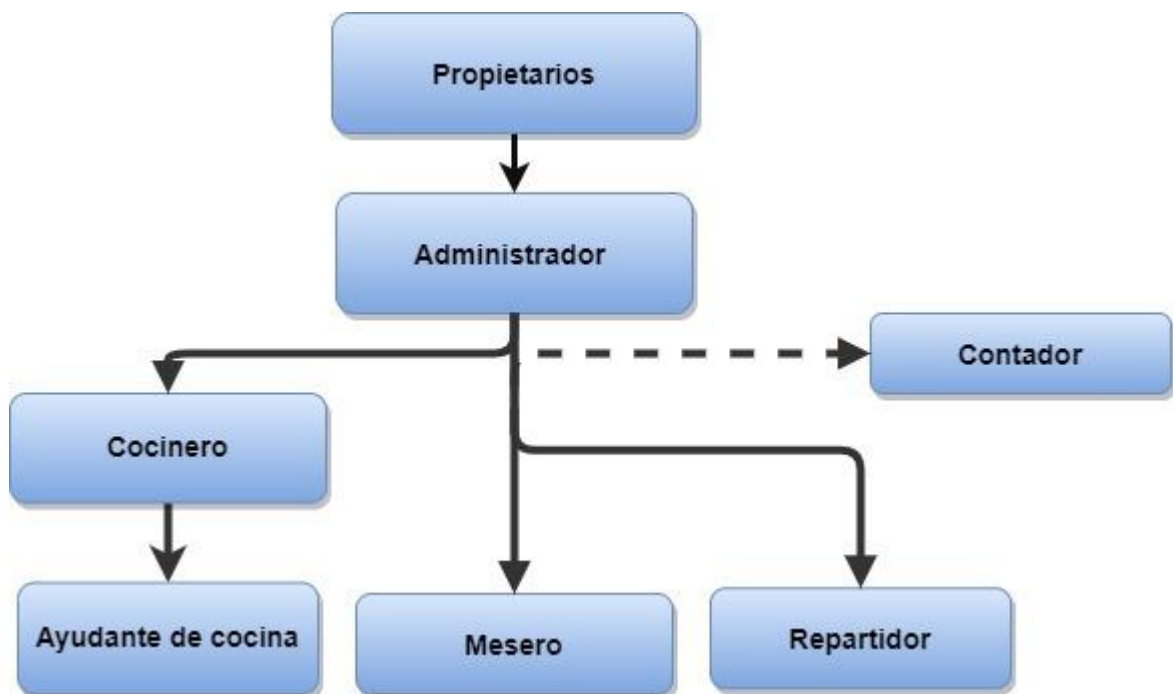 Propietarios
Administrador
Contador
Cocinero
Ayudante de cocina
Mesero
Repartidor